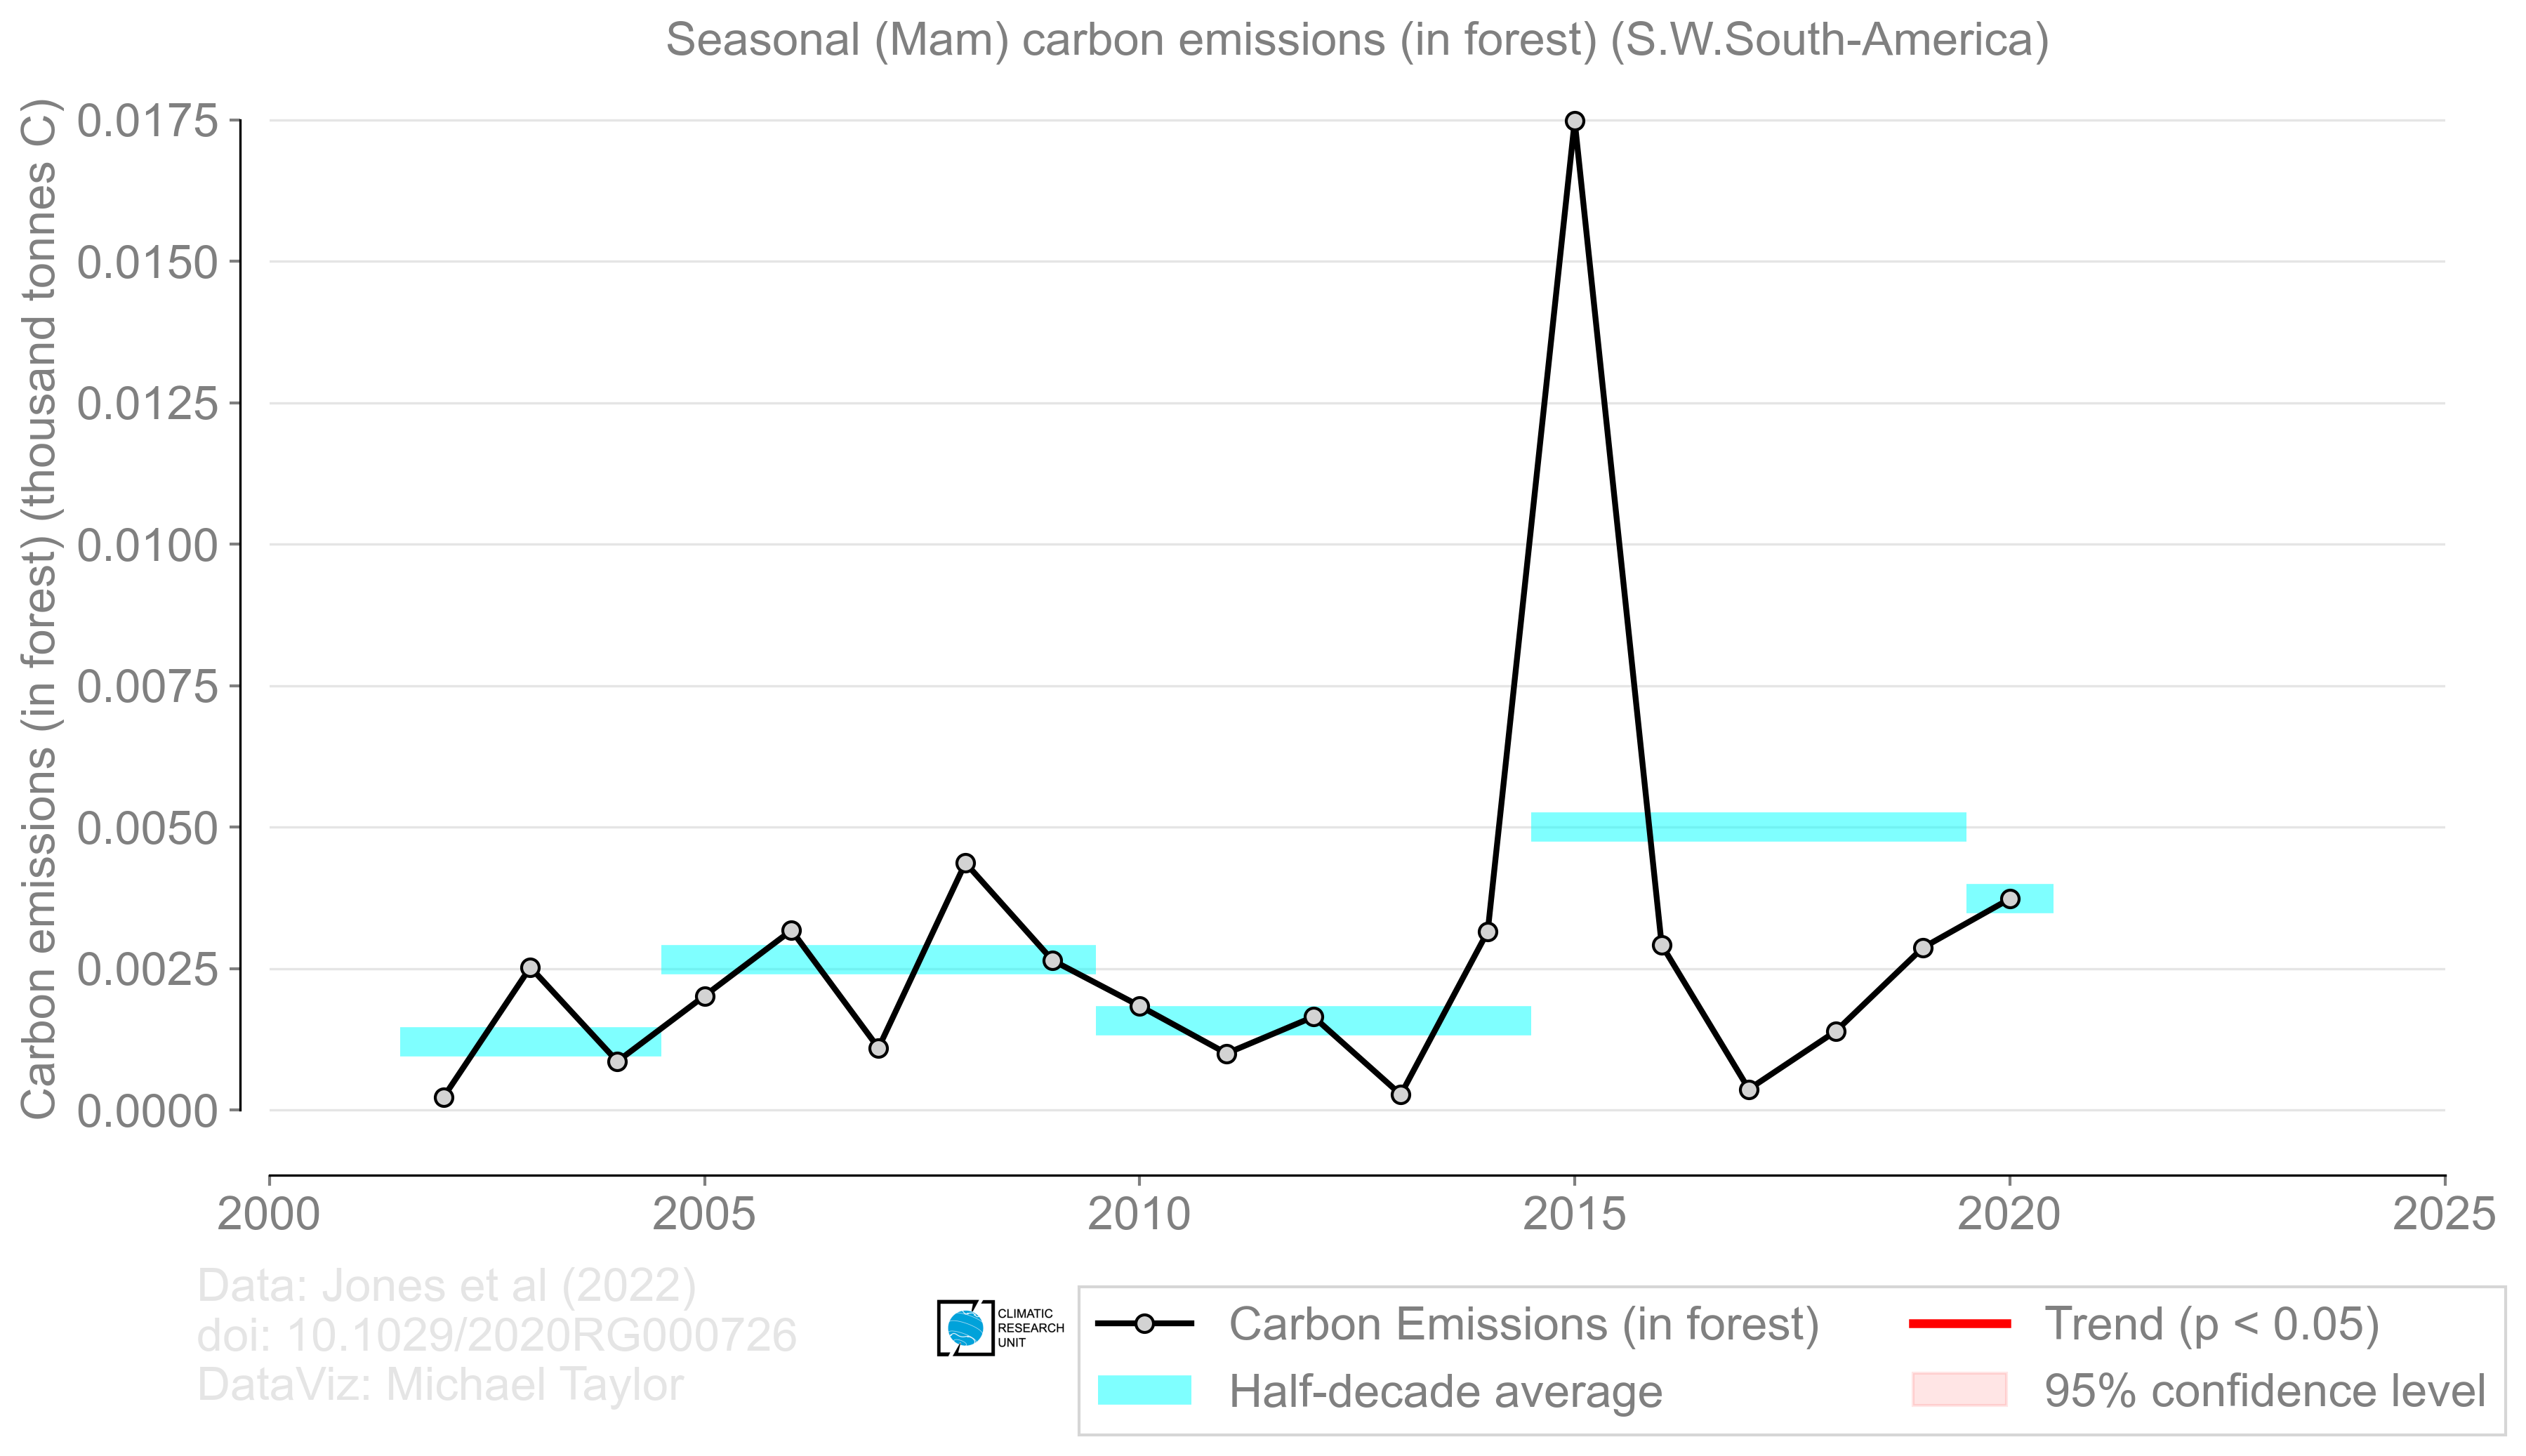 Seasonal (Mam) carbon emissions (in forest) (S.W.South-America)
Carbon emissions (in forest) (thousand tonnes C)
0.0175
0.0150
0.0125
0.0100
0.0075
0.0050
0.0025
0.0000
2000
2005
2010
2015
2020
2025
Data: Jones et al (2022)
doi: 10.1029/2020RG000726
DataViz: Michael Taylor
CLIMATIC
RESEARCH
UNIT
Carbon Emissions (in forest)
Half-decade average
Trend (p < 0.05)
95% confidence level